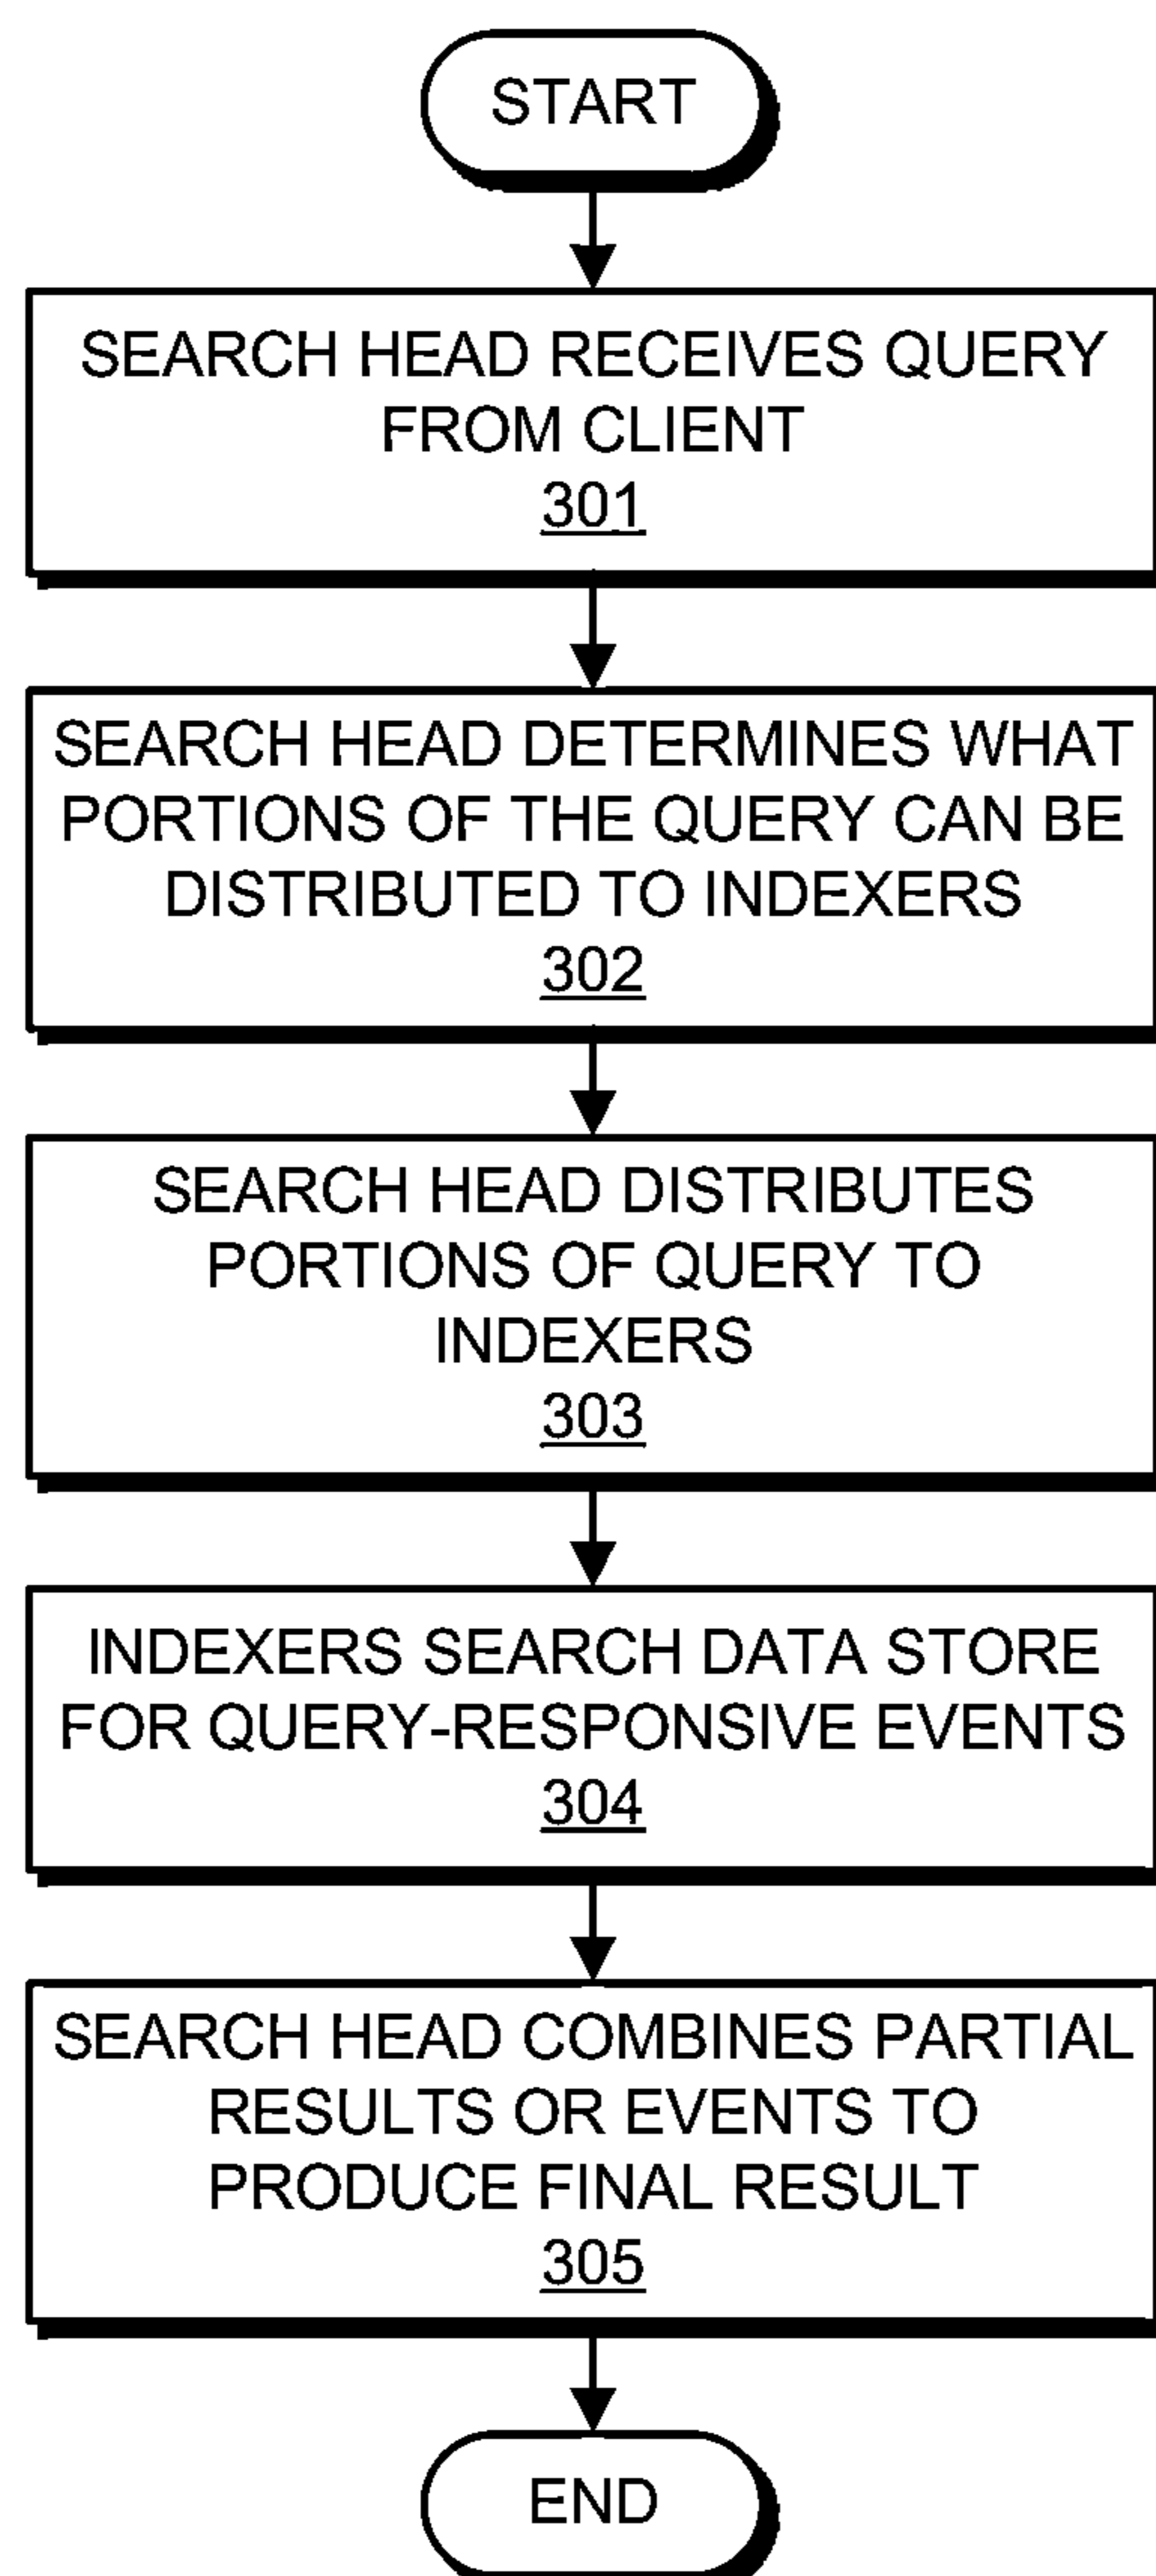 START
SEARCH HEAD RECEIVES QUERY
FROM CLIENT
301
SEARCH HEAD DETERMINES WHAT
PORTIONS OF THE QUERY CAN BE
DISTRIBUTED TO INDEXERS
302
SEARCH HEAD DISTRIBUTES
PORTIONS OF QUERY TO
INDEXERS
303
INDEXERS SEARCH DATA STORE
FOR QUERY-RESPONSIVE EVENTS
304
SEARCH HEAD COMBINES PARTIAL
RESULTS OR EVENTS TO
PRODUCE FINAL RESULT
305
END